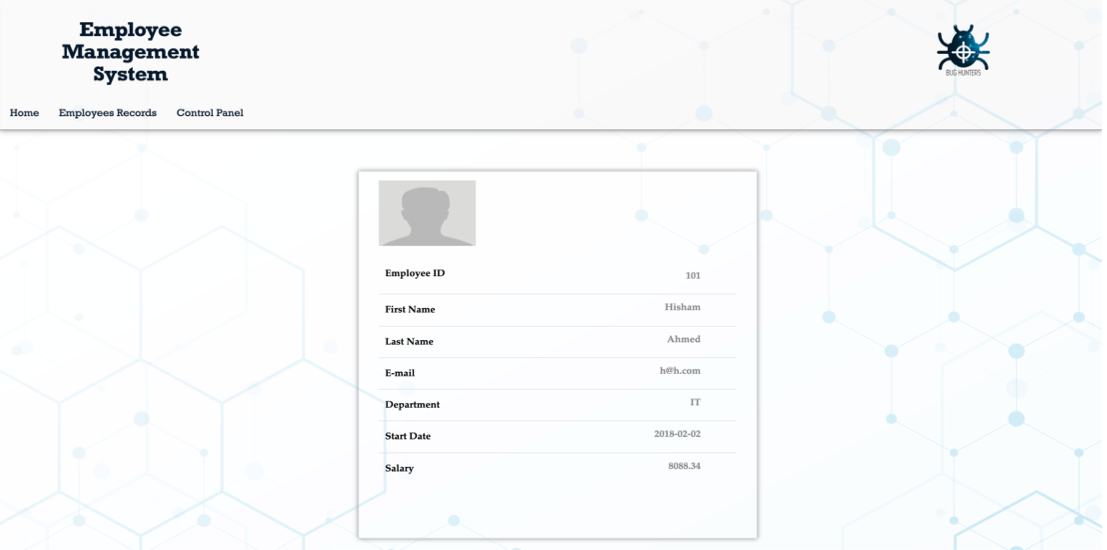 Employee
Management
System
BUG HUNTERS
Home Employees Records Control Panel
Employee ID 101
First Name Hisham
Last Name Ahmed
E-mail h@h.com
Department IT
Start Date 2018-02-02
Salary 8088.34